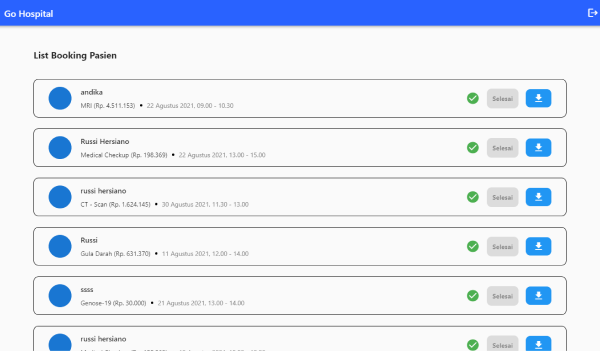 Go Hospital
List Booking Pasien
andika
MRI (Rp. 4.511.153) • 22 Agustus 2021, 09.00 - 10.30
Selesai
Russi Hersiano
Medical Checkup (Rp. 198.369) • 22 Agustus 2021, 13.00 - 15.00
Selesai
russi hersiano
CT - Scan (Rp. 1.624.145) • 30 Agustus 2021, 11.30 - 13.00
Selesai
Russi
Gula Darah (Rp. 631.370) • 11 Agustus 2021, 12.00 - 14.00
Selesai
ssss
Genose-19 (Rp. 30.000) • 21 Agustus 2021, 13.00 - 14.00
Selesai
russi hersiano
Selesai